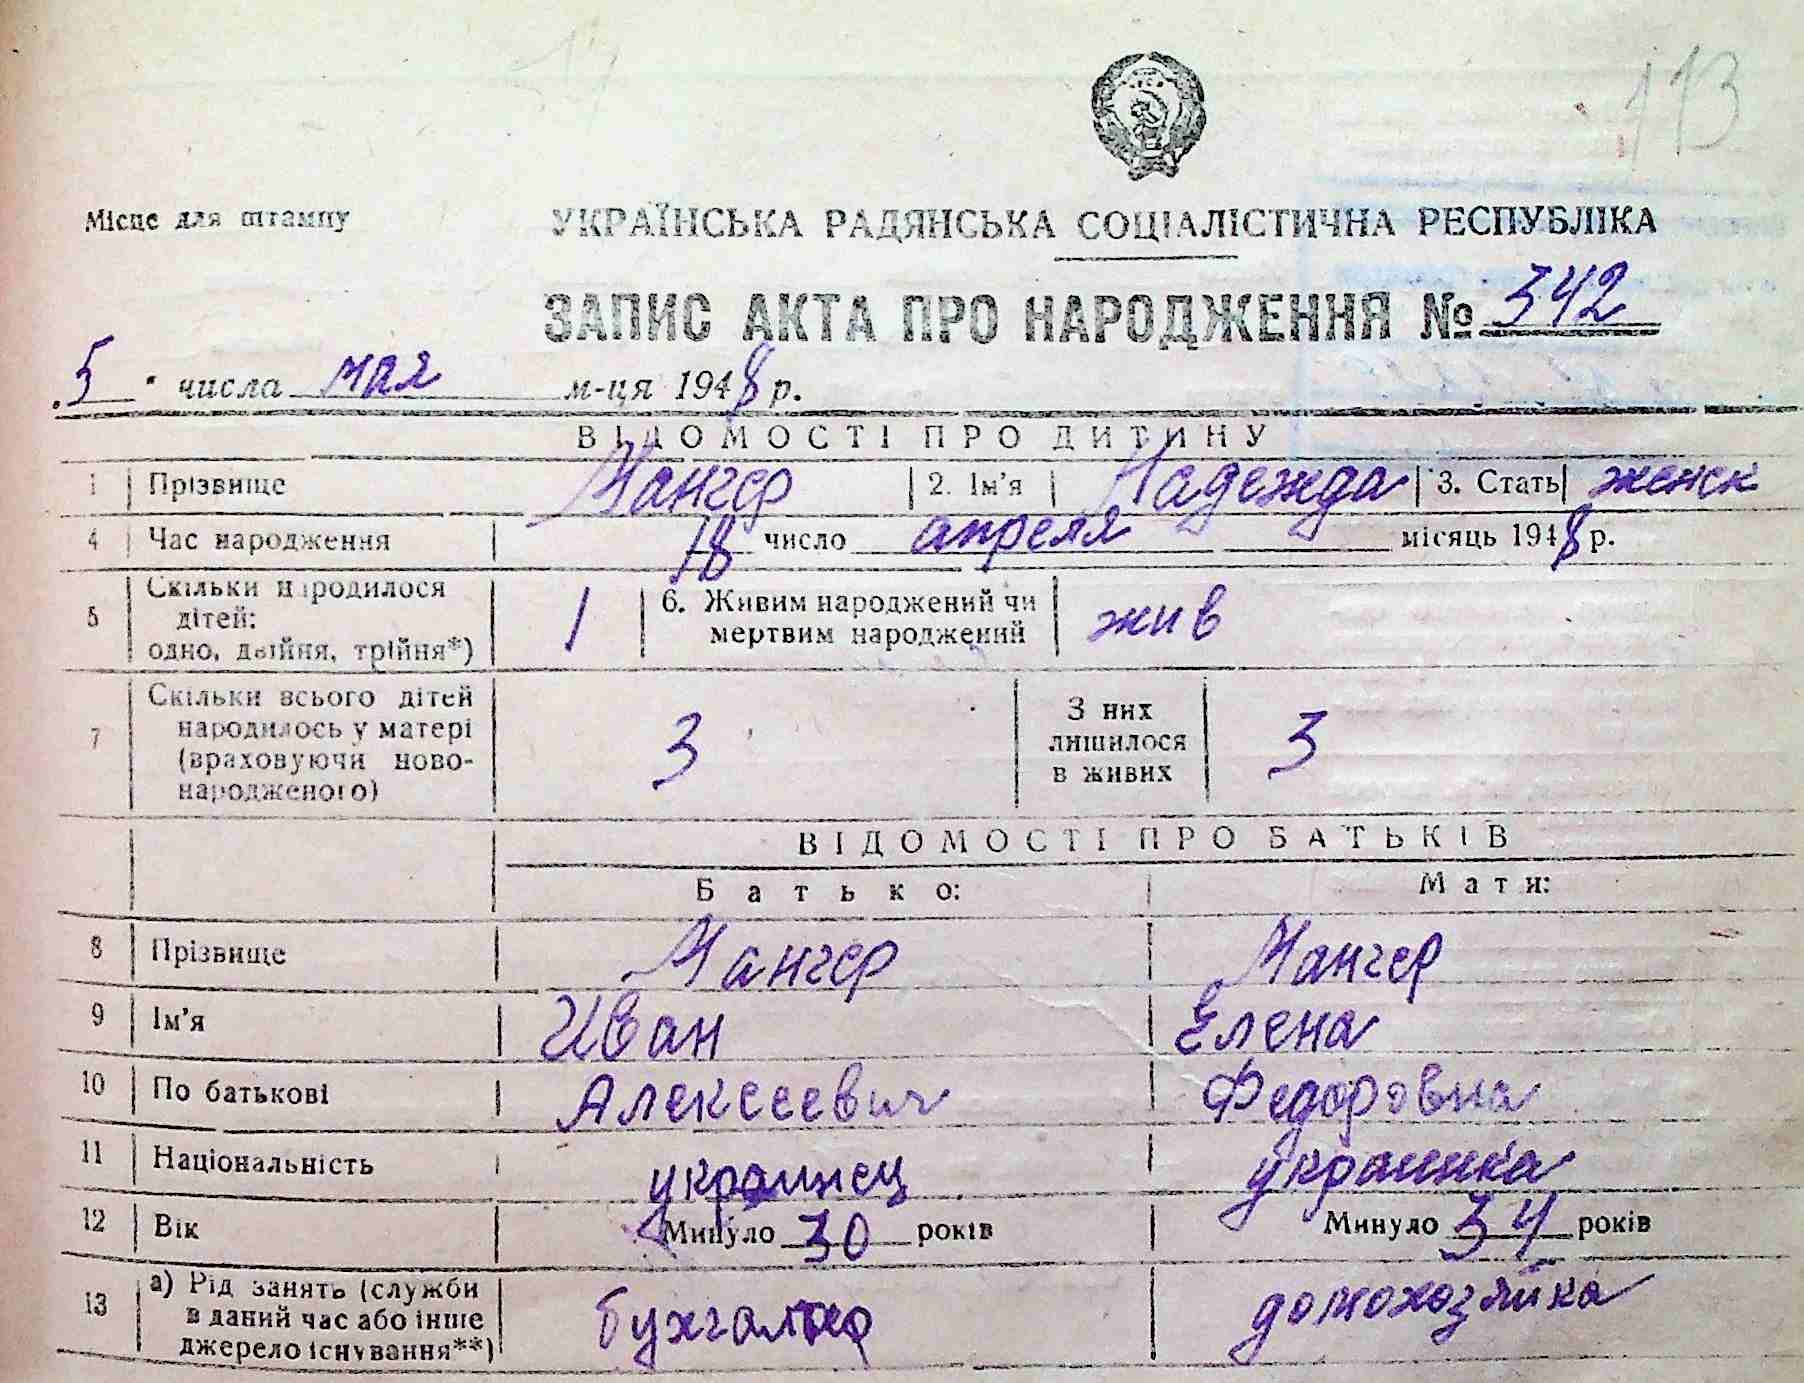 113
Місце для штампу
УКРАЇНСЬКА РАДЯНСЬКА СОЦІАЛІСТИЧНА РЕСПУБЛІКА
ЗАПИС АКТА ПРО НАРОДЖЕННЯ № 342
5 числа мая м-ця 1948 р.
ВІДОМОСТІ ПРО ДИТИНУ
1 Прізвище Мангер 2. Ім'я Надежда 3. Стать женск
4 Час народження 18 число апреля місяць 1948 р.
5 Скільки народилося дітей: одно, двійня, трійня*) 1 6. Живим народжений чи мертвим народжений жив
7 Скільки всього дітей народилось у матері (враховуючи ново-народженого) 3 З них лишилося в живих 3
ВІДОМОСТІ ПРО БАТЬКІВ
Батько: Мати:
8 Прізвище Мангер Мангер
9 Ім'я Иван Елена
10 По батькові Алексеевич Федоровна
11 Національність украинец украинка
12 Вік Минуло 30 років Минуло 34 років
13 а) Рід занять (служби в даний час або інше джерело існування**) бухгалтер домохозяйка